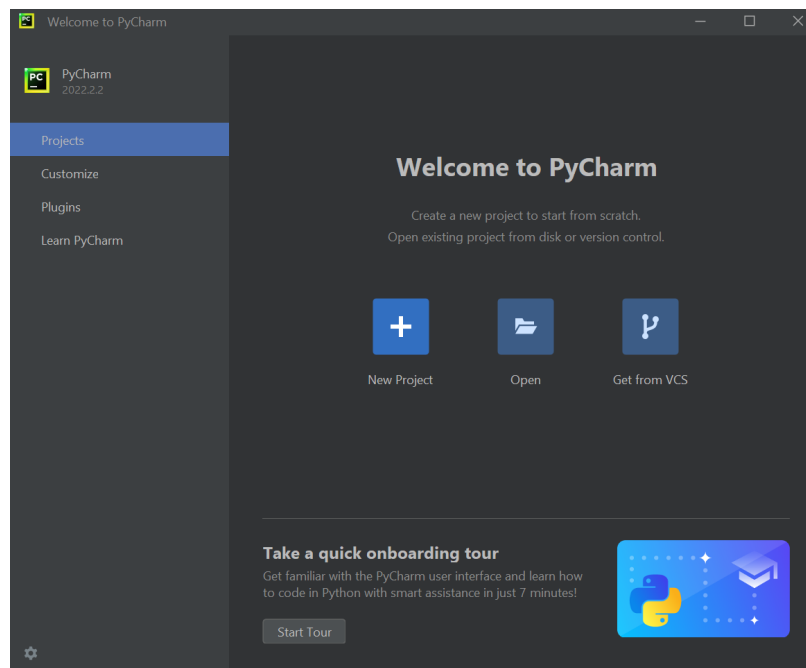 Welcome to PyCharm
PC
PyCharm
2022.2.2
Projects
Customize
Plugins
Learn PyCharm
Welcome to PyCharm
Create a new project to start from scratch.
Open existing project from disk or version control.
New Project
Open
Get from VCS
Take a quick onboarding tour
Get familiar with the PyCharm user interface and learn how
to code in Python with smart assistance in just 7 minutes!
Start Tour